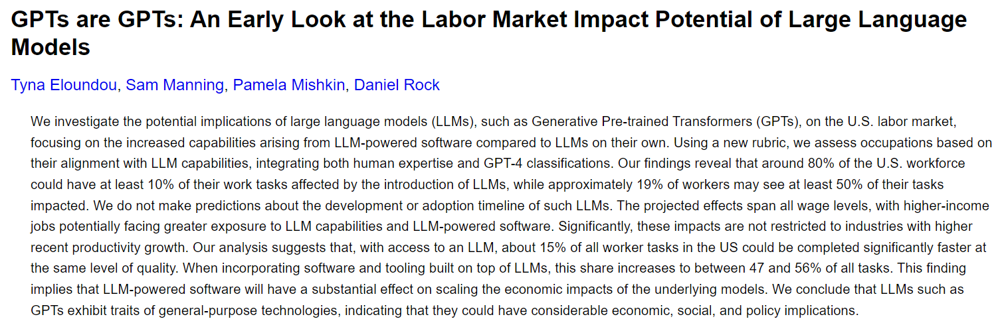 GPTs are GPTs: An Early Look at the Labor Market Impact Potential of Large Language
Models
Tyna Eloundou, Sam Manning, Pamela Mishkin, Daniel Rock
We investigate the potential implications of large language models (LLMs), such as Generative Pre-trained Transformers (GPTs), on the U.S. labor market,
focusing on the increased capabilities arising from LLM-powered software compared to LLMs on their own. Using a new rubric, we assess occupations based on
their alignment with LLM capabilities, integrating both human expertise and GPT-4 classifications. Our findings reveal that around 80% of the U.S. workforce
could have at least 10% of their work tasks affected by the introduction of LLMs, while approximately 19% of workers may see at least 50% of their tasks
impacted. We do not make predictions about the development or adoption timeline of such LLMs. The projected effects span all wage levels, with higher-income
jobs potentially facing greater exposure to LLM capabilities and LLM-powered software. Significantly, these impacts are not restricted to industries with higher
recent productivity growth. Our analysis suggests that, with access to an LLM, about 15% of all worker tasks in the US could be completed significantly faster at
the same level of quality. When incorporating software and tooling built on top of LLMs, this share increases to between 47 and 56% of all tasks. This finding
implies that LLM-powered software will have a substantial effect on scaling the economic impacts of the underlying models. We conclude that LLMs such as
GPTs exhibit traits of general-purpose technologies, indicating that they could have considerable economic, social, and policy implications.